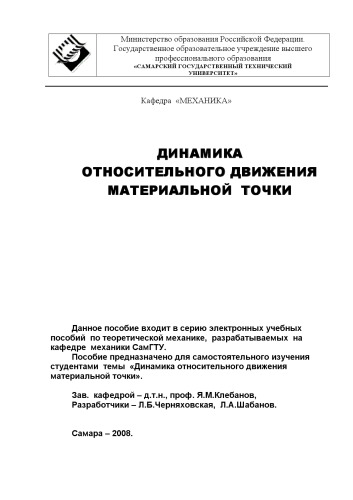 Министерство образования Российской Федерации.
Государственное образовательное учреждение высшего
профессионального образования
«САМАРСКИЙ ГОСУДАРСТВЕННЫЙ ТЕХНИЧЕСКИЙ
УНИВЕРСИТЕТ»
Кафедра «МЕХАНИКА»
ДИНАМИКА
ОТНОСИТЕЛЬНОГО ДВИЖЕНИЯ
МАТЕРИАЛЬНОЙ ТОЧКИ
Данное пособие входит в серию электронных учебных
пособий по теоретической механике, разрабатываемых на
кафедре механики СамГТУ.
Пособие предназначено для самостоятельного изучения
студентами темы «Динамика относительного движения
материальной точки».
Зав. кафедрой – д.т.н., проф. Я.М.Клебанов,
Разработчики – Л.Б.Черняховская, Л.А.Шабанов.
Самара – 2008.